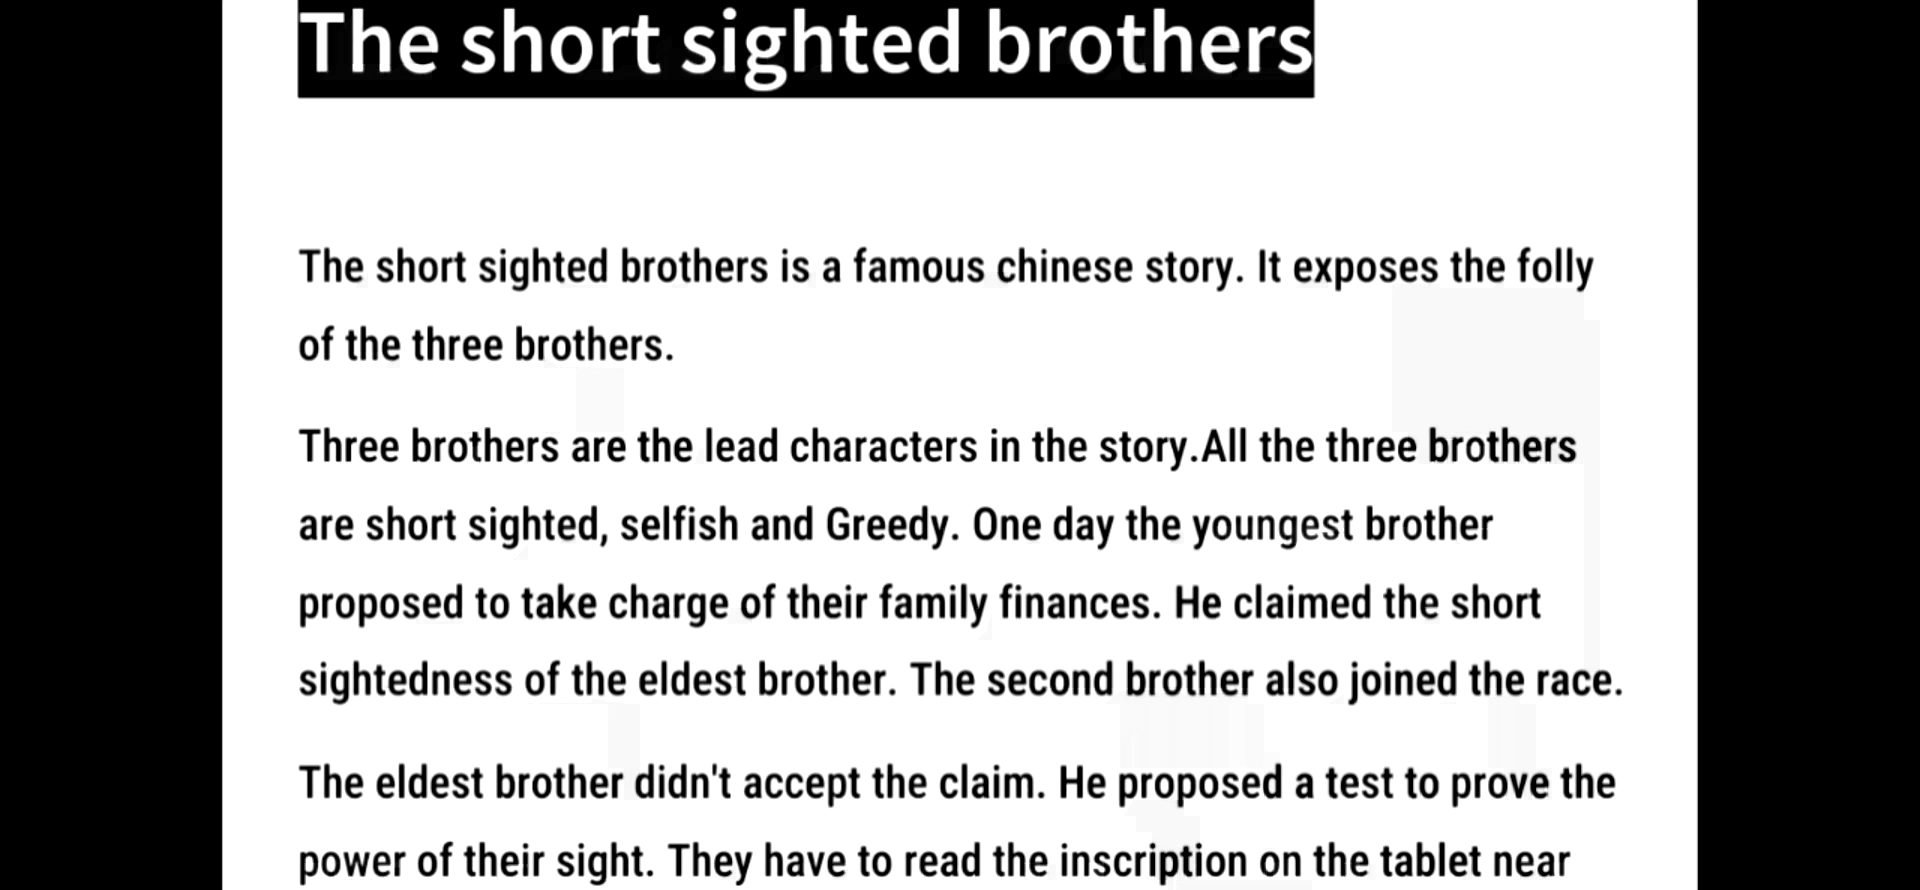 The short sighted brothers
The short sighted brothers is a famous chinese story. It exposes the folly
of the three brothers.
Three brothers are the lead characters in the story.All the three brothers
are short sighted, selfish and Greedy. One day the youngest brother
proposed to take charge of their family finances. He claimed the short
sightedness of the eldest brother. The second brother also joined the race.
The eldest brother didn't accept the claim. He proposed a test to prove the
power of their sight. They have to read the inscription on the tablet near